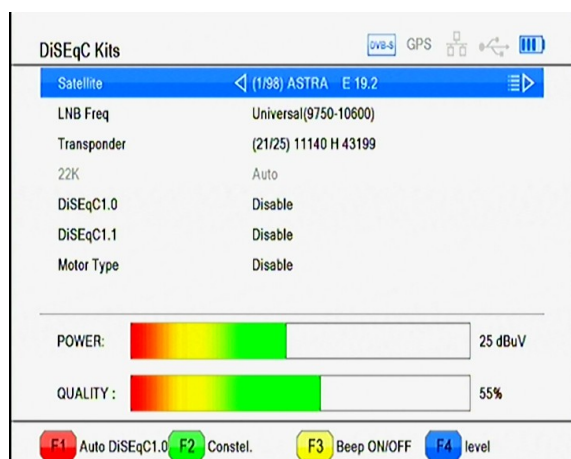 DiSEqC Kits DVB-S GPS
Satellite (1/98) ASTRA E 19.2
LNB Freq Universal(9750-10600)
Transponder (21/25) 11140 H 43199
22K Auto
DiSEqC1.0 Disable
DiSEqC1.1 Disable
Motor Type Disable
POWER: 25 dBuV
QUALITY : 55%
F1 Auto DiSEqC1.0 F2 Constel. F3 Beep ON/OFF F4 level